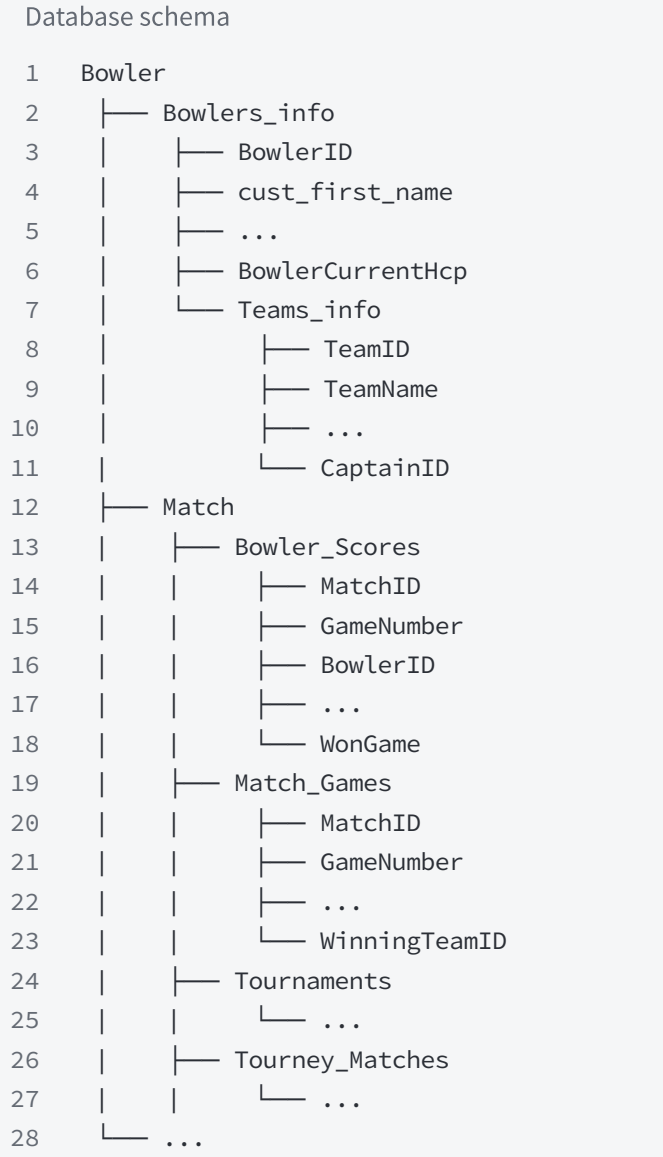 Database schema
1 Bowler
2 ├── Bowlers_info
3 │ ├── BowlerID
4 │ ├── cust_first_name
5 │ ├── ...
6 │ ├── BowlerCurrentHcp
7 │ └── Teams_info
8 │ ├── TeamID
9 │ ├── TeamName
10 │ ├── ...
11 | └── CaptainID
12 ├── Match
13 | ├── Bowler_Scores
14 | | ├── MatchID
15 | | ├── GameNumber
16 | | ├── BowlerID
17 | | ├── ...
18 | | └── WonGame
19 | ├── Match_Games
20 | | ├── MatchID
21 | | ├── GameNumber
22 | | ├── ...
23 | | └── WinningTeamID
24 | ├── Tournaments
25 | | └── ...
26 | ├── Tourney_Matches
27 | | └── ...
28 └── ...